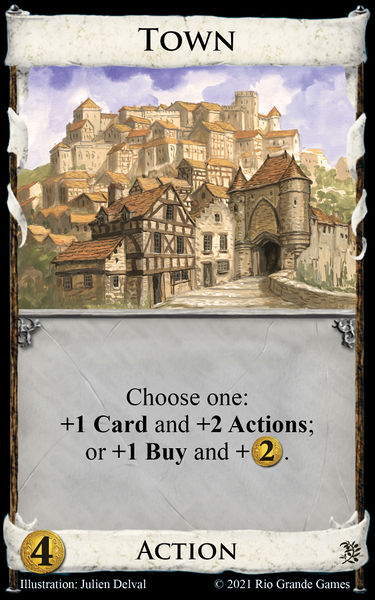 Town
Choose one:
+1 Card and +2 Actions;
or +1 Buy and +2.
4
Action
Illustration: Julien Delval © 2021 Rio Grande Games